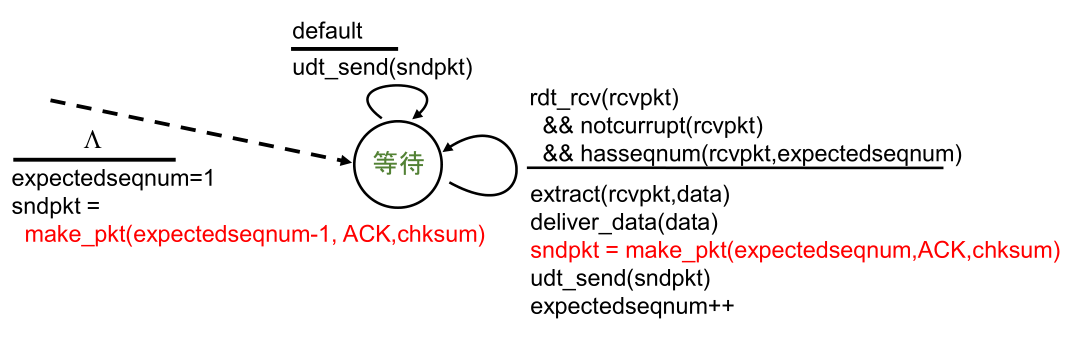 default
udt_send(sndpkt)
Λ
expectedseqnum=1
sndpkt =
make_pkt(expectedseqnum-1, ACK,chksum)
等待
rdt_rcv(rcvpkt)
&& notcurrupt(rcvpkt)
&& hasseqnum(rcvpkt,expectedseqnum)
extract(rcvpkt,data)
deliver_data(data)
sndpkt = make_pkt(expectedseqnum,ACK,chksum)
udt_send(sndpkt)
expectedseqnum++